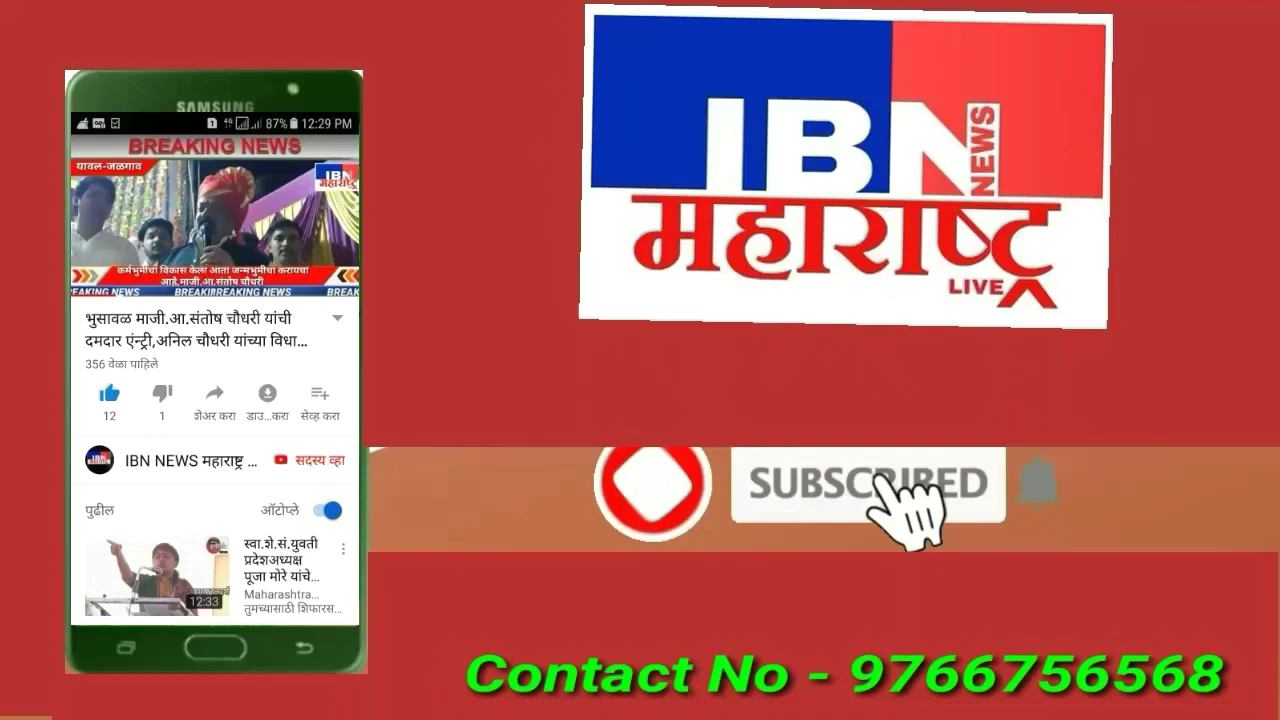 SAMSUNG
4G 87% 12:29 PM
BREAKING NEWS
यावल-जळगाव
IBN
महाराष्ट्र
कर्मभुमीचा विकास केला आता जन्मभुमीचा करायचा
आहे.माजी.आ.संतोष चौधरी
EAKING NEWS BREAKIBREAKING NEWS BREAK
भुसावळ माजी.आ.संतोष चौधरी यांची
दमदार एंन्ट्री,अनिल चौधरी यांच्या विधा...
356 वेळा पाहिले
12 1 शेअर करा डाउ...करा सेव्ह करा
IBN NEWS महाराष्ट्र ... सदस्य व्हा
पुढील ऑटोप्ले
स्वा.शे.सं.युवती
प्रदेशअध्यक्ष
पूजा मोरे यांचे...
Maharashtra...
तुमच्यासाठी शिफारस...
12:33
IBN NEWS
महाराष्ट्र
LIVE
SUBSCRIBED
Contact No - 9766756568